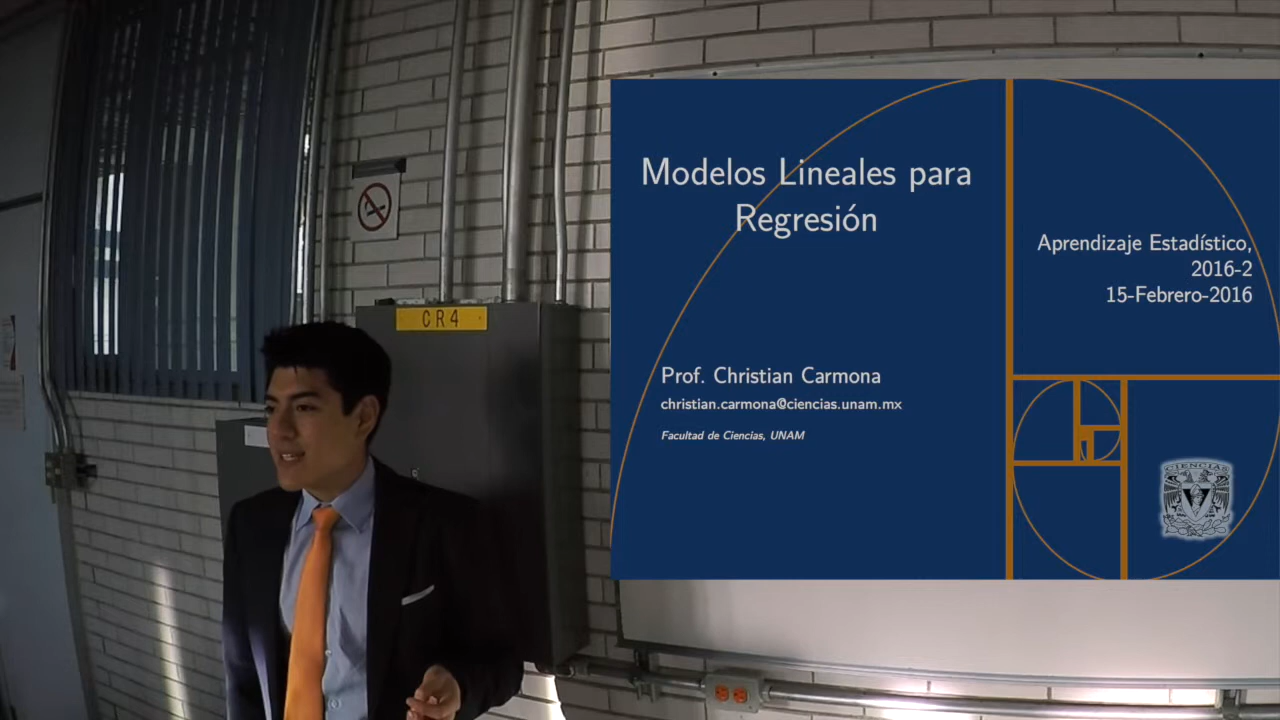 CR4
Modelos Lineales para
Regresión
Aprendizaje Estadístico,
2016-2
15-Febrero-2016
Prof. Christian Carmona
christian.carmona@ciencias.unam.mx
Facultad de Ciencias, UNAM
CIENCIAS